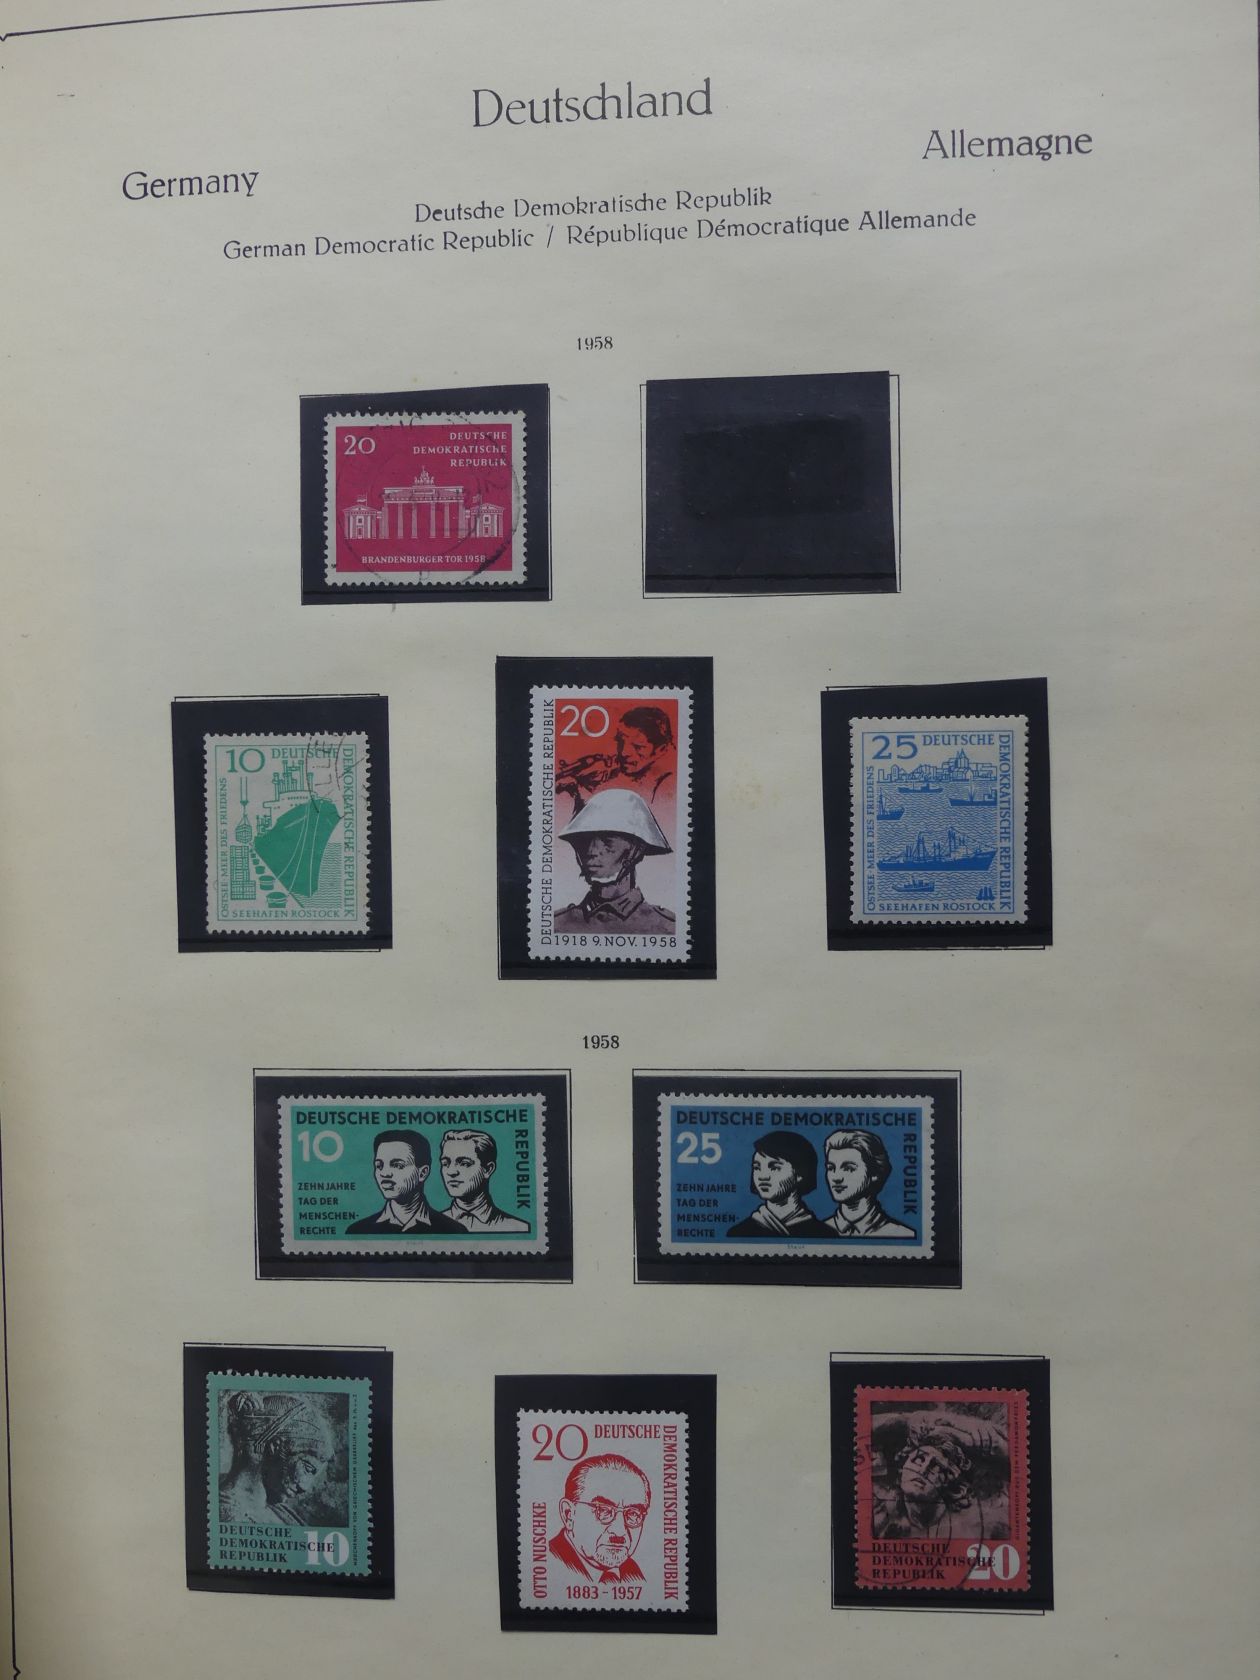 Deutschland
Germany
Allemagne
Deutsche Demokratische Republik
German Democratic Republic / République Démocratique Allemande
1958
20
DEUTSCHE
DEMOKRATISCHE
REPUBLIK
BRANDENBURGER TOR 1958
10 DEUTSCHE
DEMOKRATISCHE REPUBLIK
OSTSEE-MEER DES FRIEDENS
SEEHAFEN ROSTOCK
20
DEUTSCHE DEMOKRATISCHE REPUBLIK
1918 9. NOV. 1958
25 DEUTSCHE
DEMOKRATISCHE REPUBLIK
OSTSEE-MEER DES FRIEDENS
SEEHAFEN ROSTOCK
1958
DEUTSCHE DEMOKRATISCHE
REPUBLIK
10
ZEHN JAHRE
TAG DER
MENSCHEN-
RECHTE
DEUTSCHE DEMOKRATISCHE
REPUBLIK
25
ZEHN JAHRE
TAG DER
MENSCHEN-
RECHTE
DEUTSCHE
DEMOKRATISCHE
REPUBLIK
10
20 DEUTSCHE
DEMOKRATISCHE REPUBLIK
OTTO NUSCHKE
1883 - 1957
DEUTSCHE
DEMOKRATISCHE
REPUBLIK
20